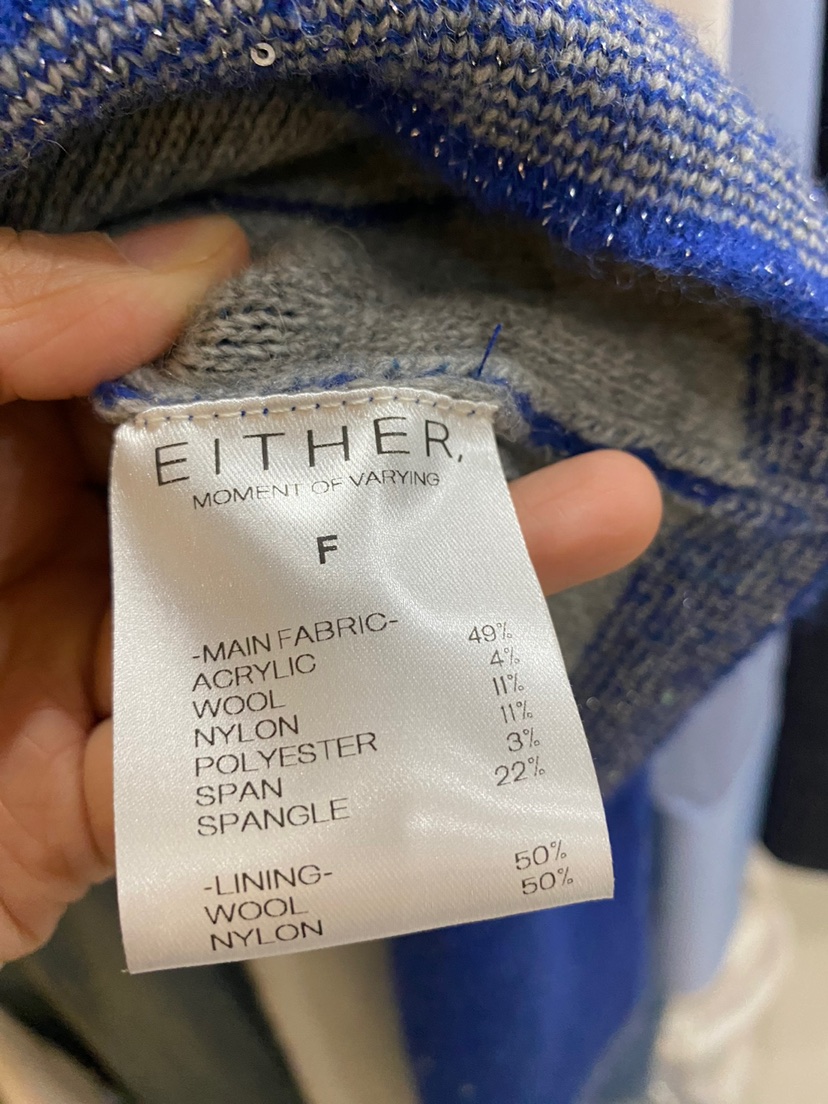 EITHER,
MOMENT OF VARYING
F
-MAIN FABRIC-
ACRYLIC 49%
WOOL 4%
NYLON 11%
POLYESTER 11%
SPAN 3%
SPANGLE 22%
-LINING-
WOOL 50%
NYLON 50%